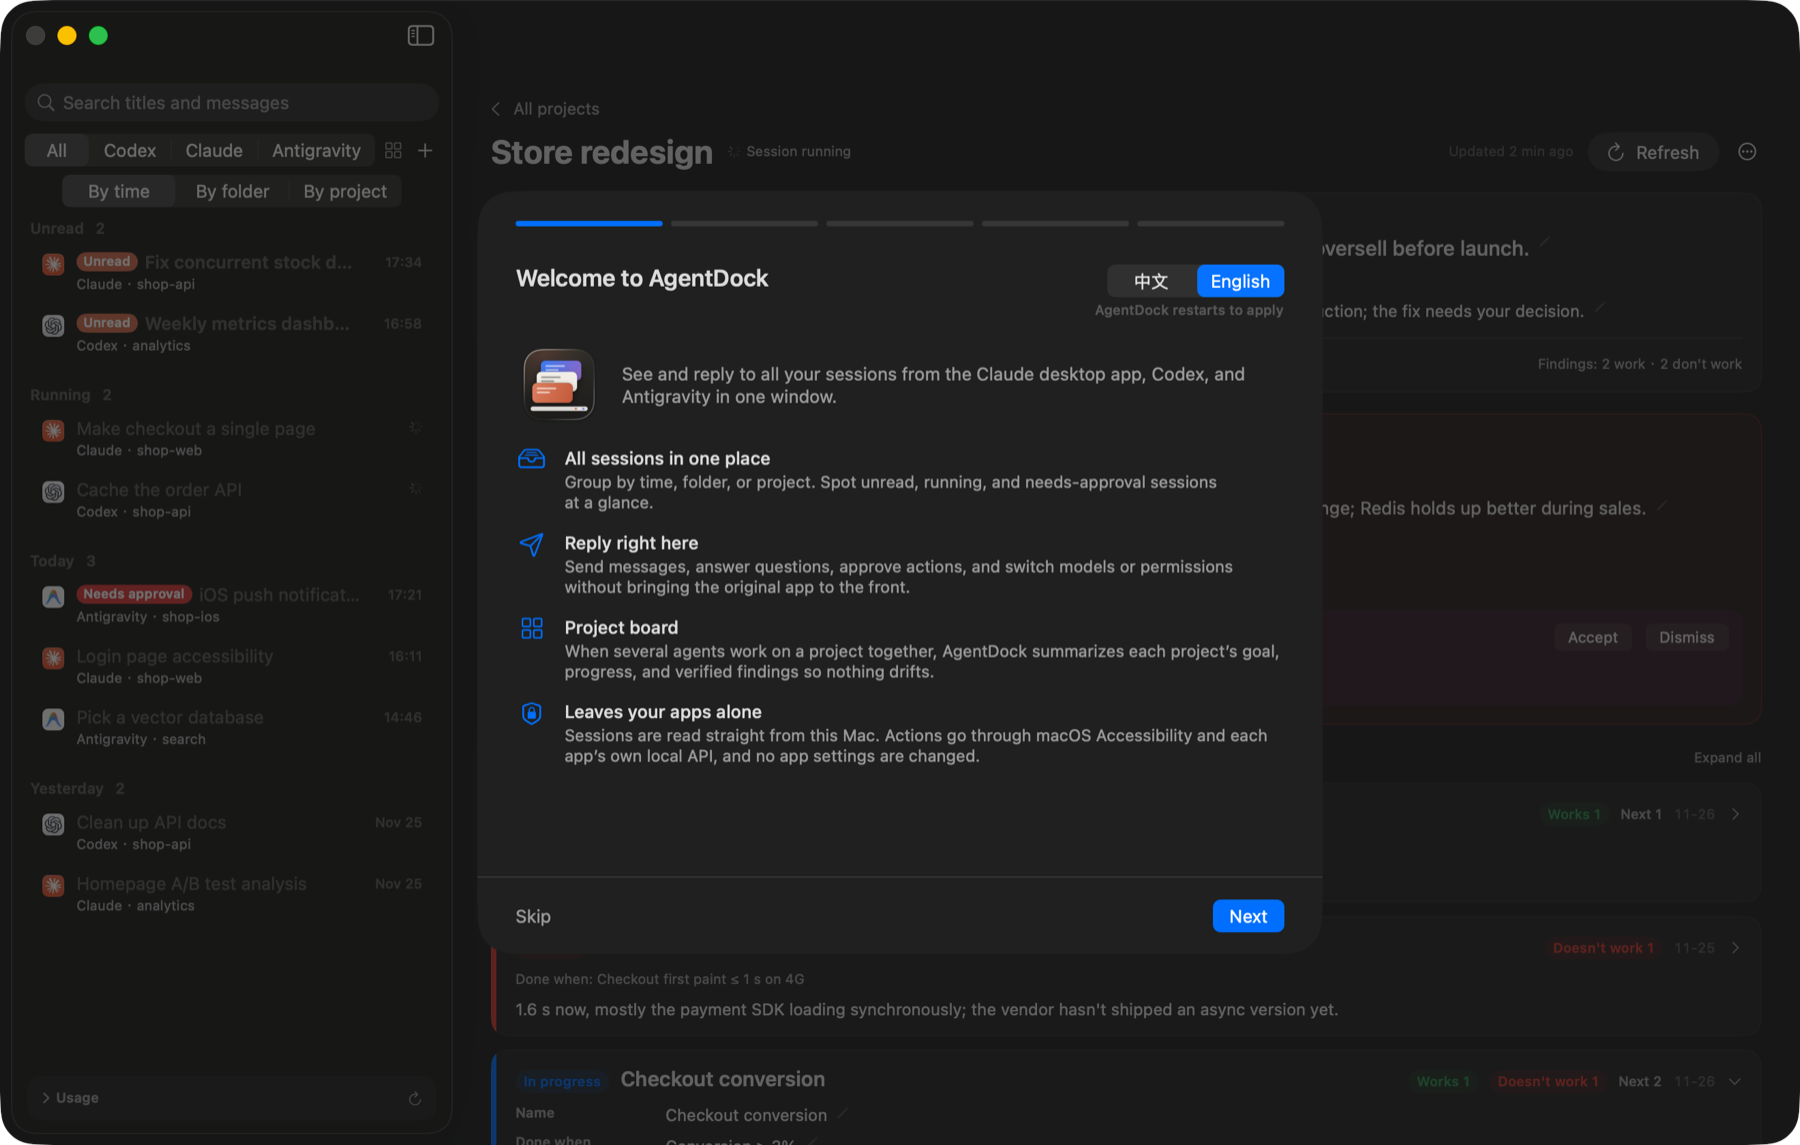 Search titles and messages
All Codex Claude Antigravity
By time By folder By project
Unread 2
Unread Fix concurrent stock d... 17:34
Claude · shop-api
Unread Weekly metrics dashb... 16:58
Codex · analytics
Running 2
Make checkout a single page
Claude · shop-web
Cache the order API
Codex · shop-api
Today 3
Needs approval iOS push notificat... 17:21
Antigravity · shop-ios
Login page accessibility 16:11
Claude · shop-web
Pick a vector database 14:46
Antigravity · search
Yesterday 2
Clean up API docs Nov 25
Codex · shop-api
Homepage A/B test analysis Nov 25
Claude · analytics
Usage
All projects
Store redesign Session running Updated 2 min ago Refresh
Welcome to AgentDock
中文 English
AgentDock restarts to apply
See and reply to all your sessions from the Claude desktop app, Codex, and
Antigravity in one window.
All sessions in one place
Group by time, folder, or project. Spot unread, running, and needs-approval sessions
at a glance.
Reply right here
Send messages, answer questions, approve actions, and switch models or permissions
without bringing the original app to the front.
Project board
When several agents work on a project together, AgentDock summarizes each project's goal,
progress, and verified findings so nothing drifts.
Leaves your apps alone
Sessions are read straight from this Mac. Actions go through macOS Accessibility and each
app's own local API, and no app settings are changed.
Skip Next
oversell before launch.
the fix needs your decision.
Findings: 2 work · 2 don't work
Redis holds up better during sales.
Accept Dismiss
Expand all
Works 1 Next 1 11-26
Doesn't work 1 11-25
Done when: Checkout first paint ≤ 1 s on 4G
1.6 s now, mostly the payment SDK loading synchronously; the vendor hasn't shipped an async version yet.
In progress Checkout conversion Works 1 Doesn't work 1 Next 2 11-26
Name Checkout conversion
Done when